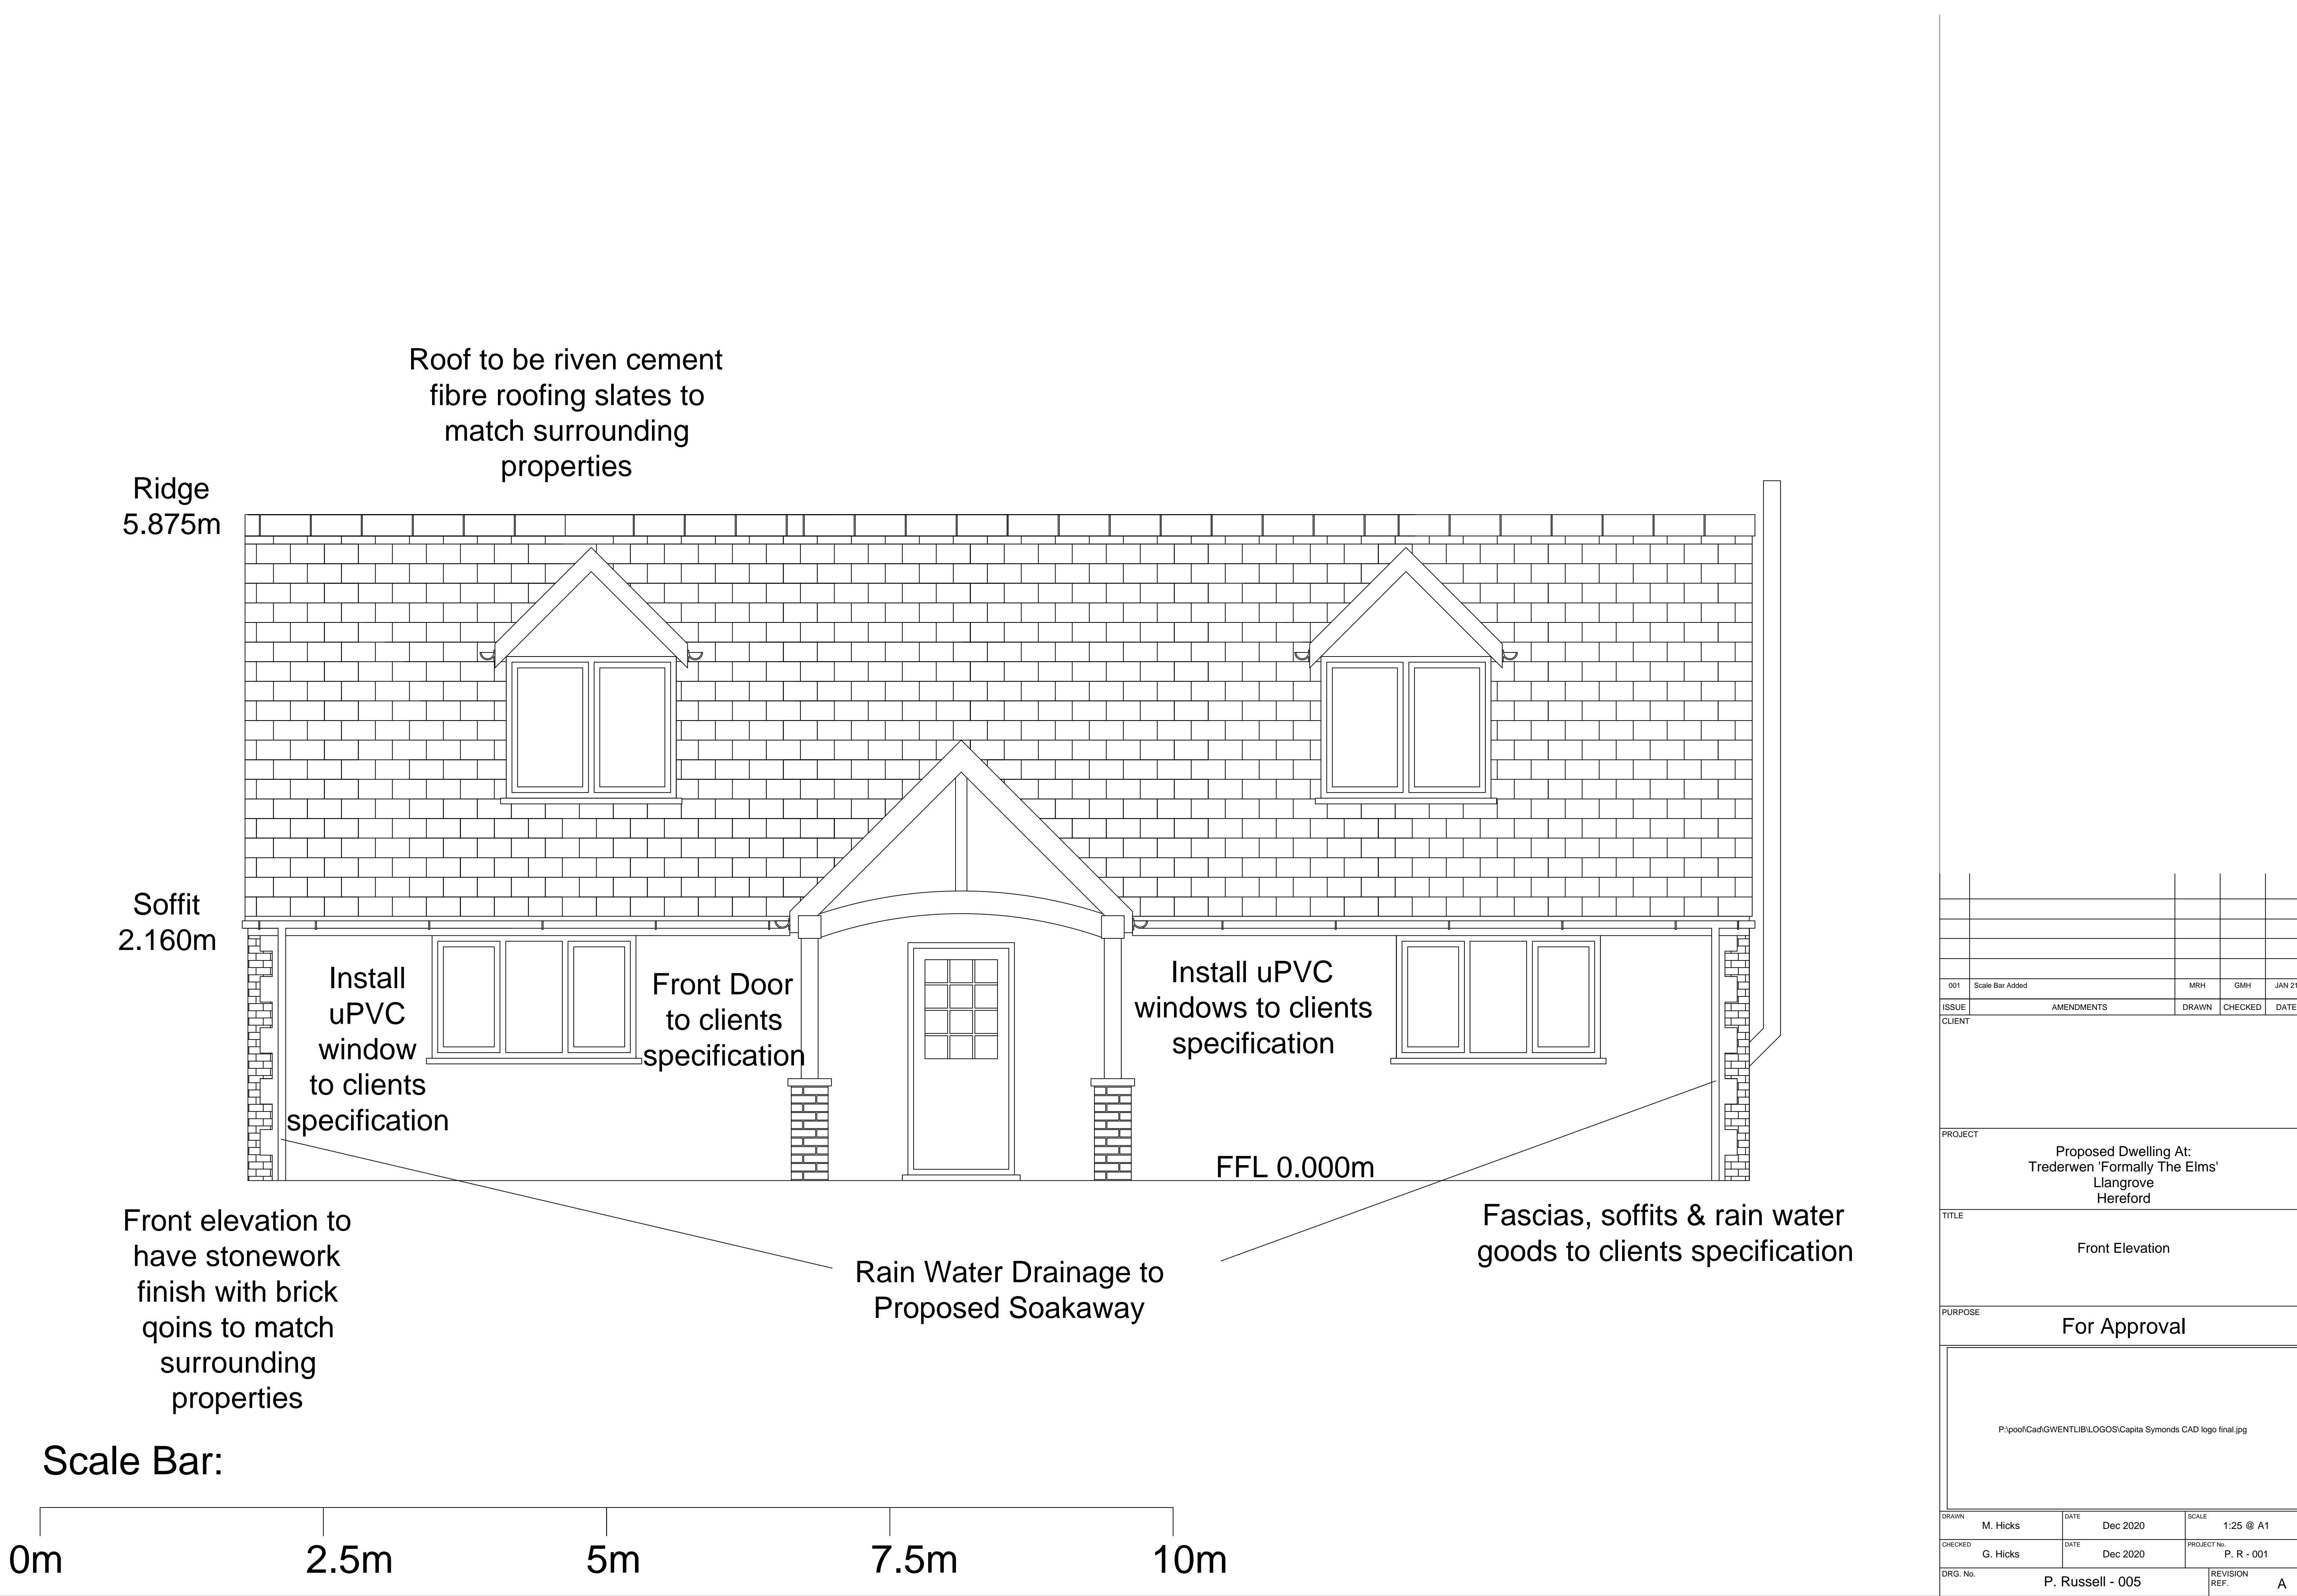 Roof to be riven cement
fibre roofing slates to
match surrounding
properties
Ridge
5.875m
Soffit
2.160m
Install
uPVC
window
to clients
specification
Front Door
to clients
specification
Install uPVC
windows to clients
specification
FFL 0.000m
Front elevation to
have stonework
finish with brick
qoins to match
surrounding
properties
Rain Water Drainage to
Proposed Soakaway
Fascias, soffits & rain water
goods to clients specification
Scale Bar:
0m 2.5m 5m 7.5m 10m
001 Scale Bar Added MRH GMH JAN 21
ISSUE AMENDMENTS DRAWN CHECKED DATE
CLIENT
PROJECT
Proposed Dwelling At:
Trederwen 'Formally The Elms'
Llangrove
Hereford
TITLE
Front Elevation
PURPOSE
For Approval
P:\pool\Cad\GWENTLIB\LOGOS\Capita Symonds CAD logo final.jpg
DRAWN M. Hicks DATE Dec 2020 SCALE 1:25 @ A1
CHECKED G. Hicks DATE Dec 2020 PROJECT No. P. R - 001
DRG. No. P. Russell - 005 REVISION REF. A